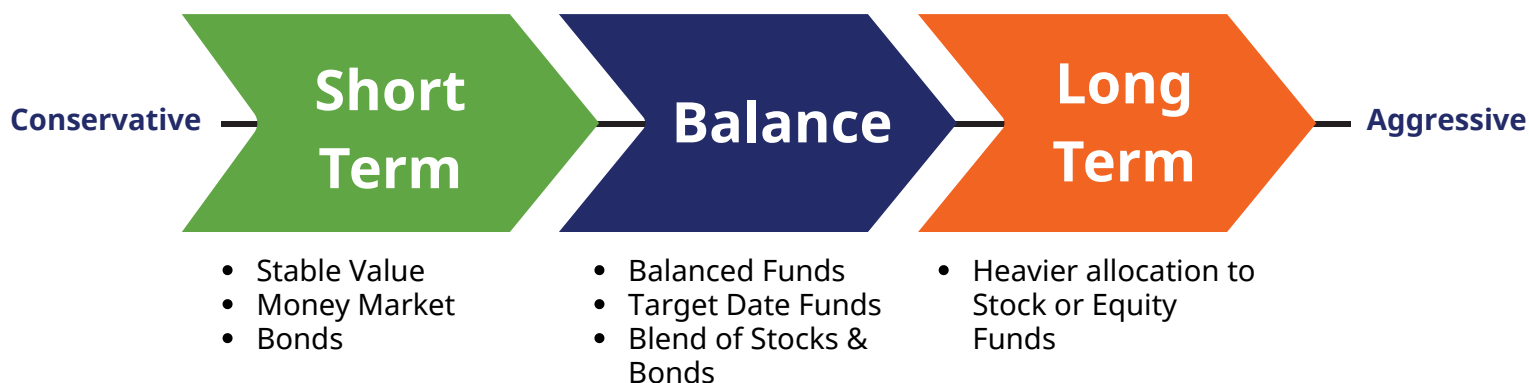 Conservative
Short
Term
Balance
Long
Term
Aggressive
• Stable Value
• Money Market
• Bonds
• Balanced Funds
• Target Date Funds
• Blend of Stocks &
Bonds
• Heavier allocation to
Stock or Equity
Funds